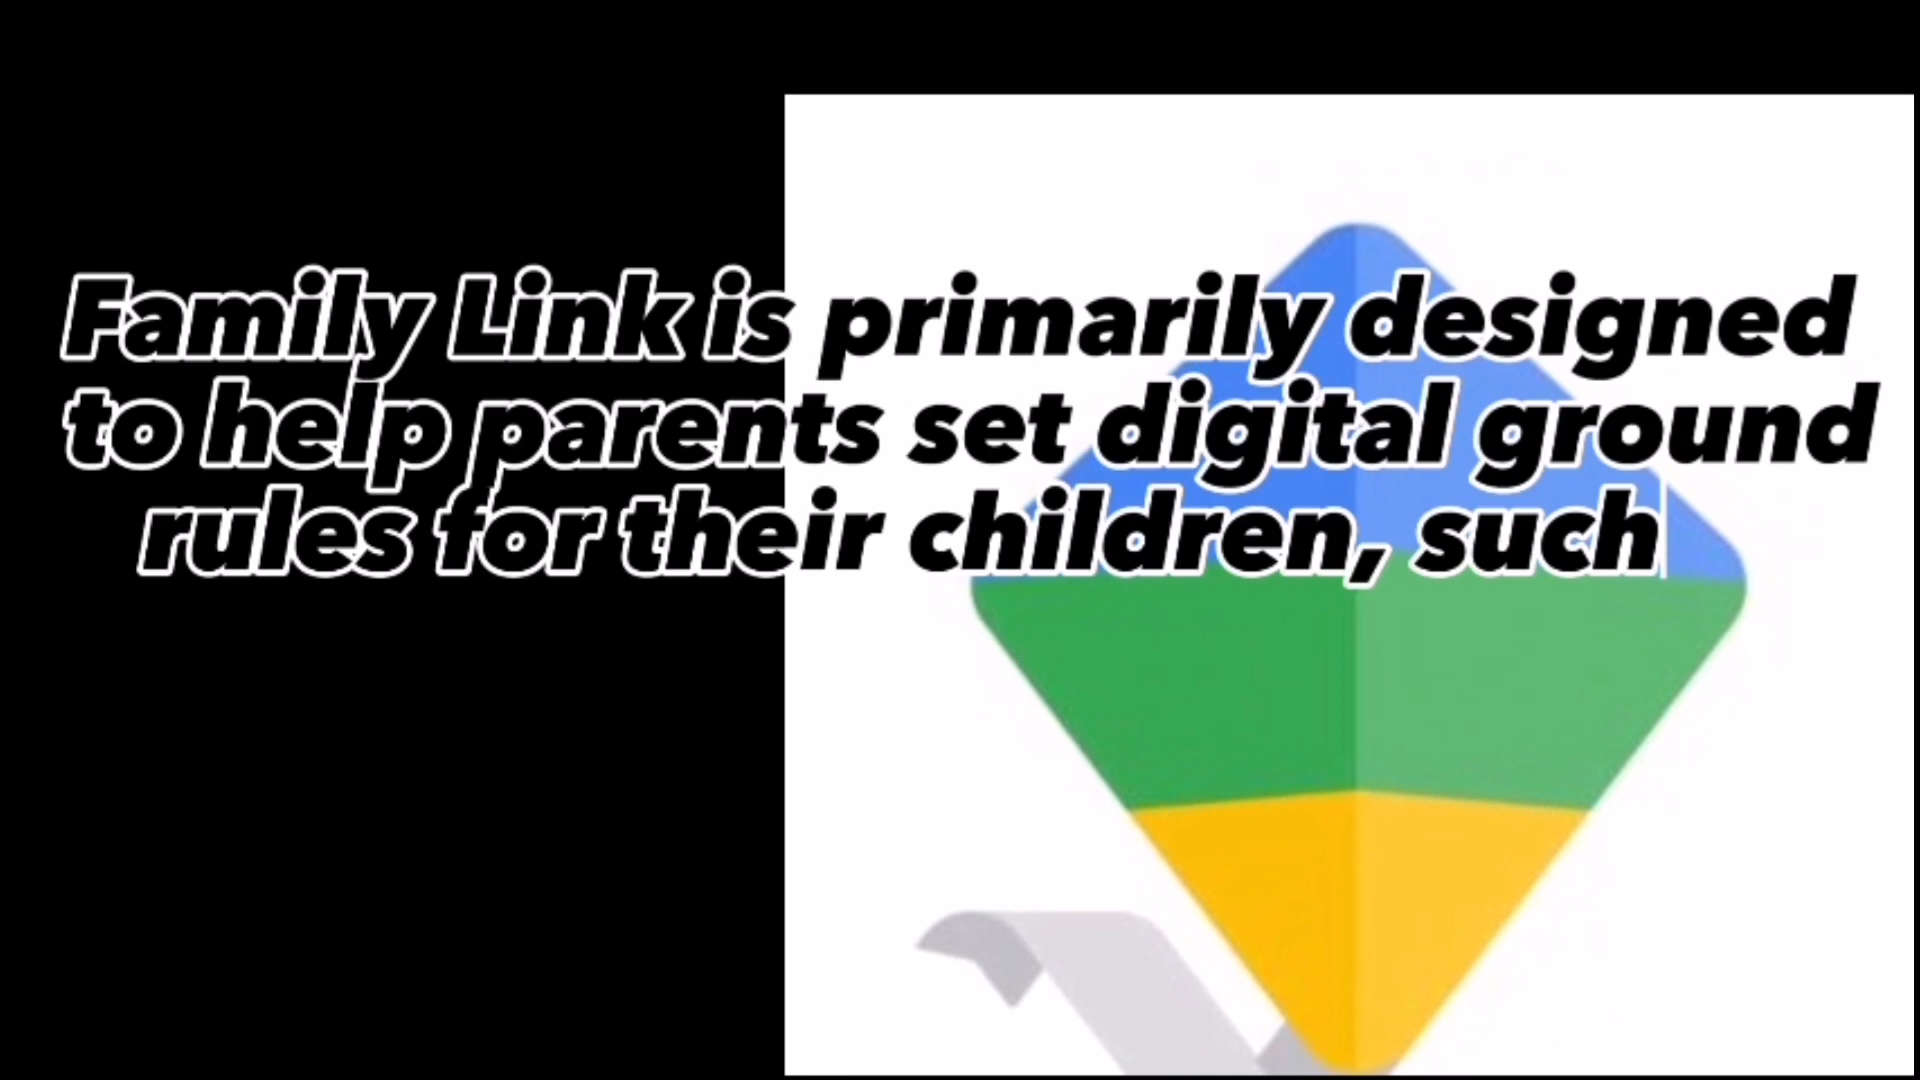 Family Link is primarily designed
to help parents set digital ground
rules for their children, such